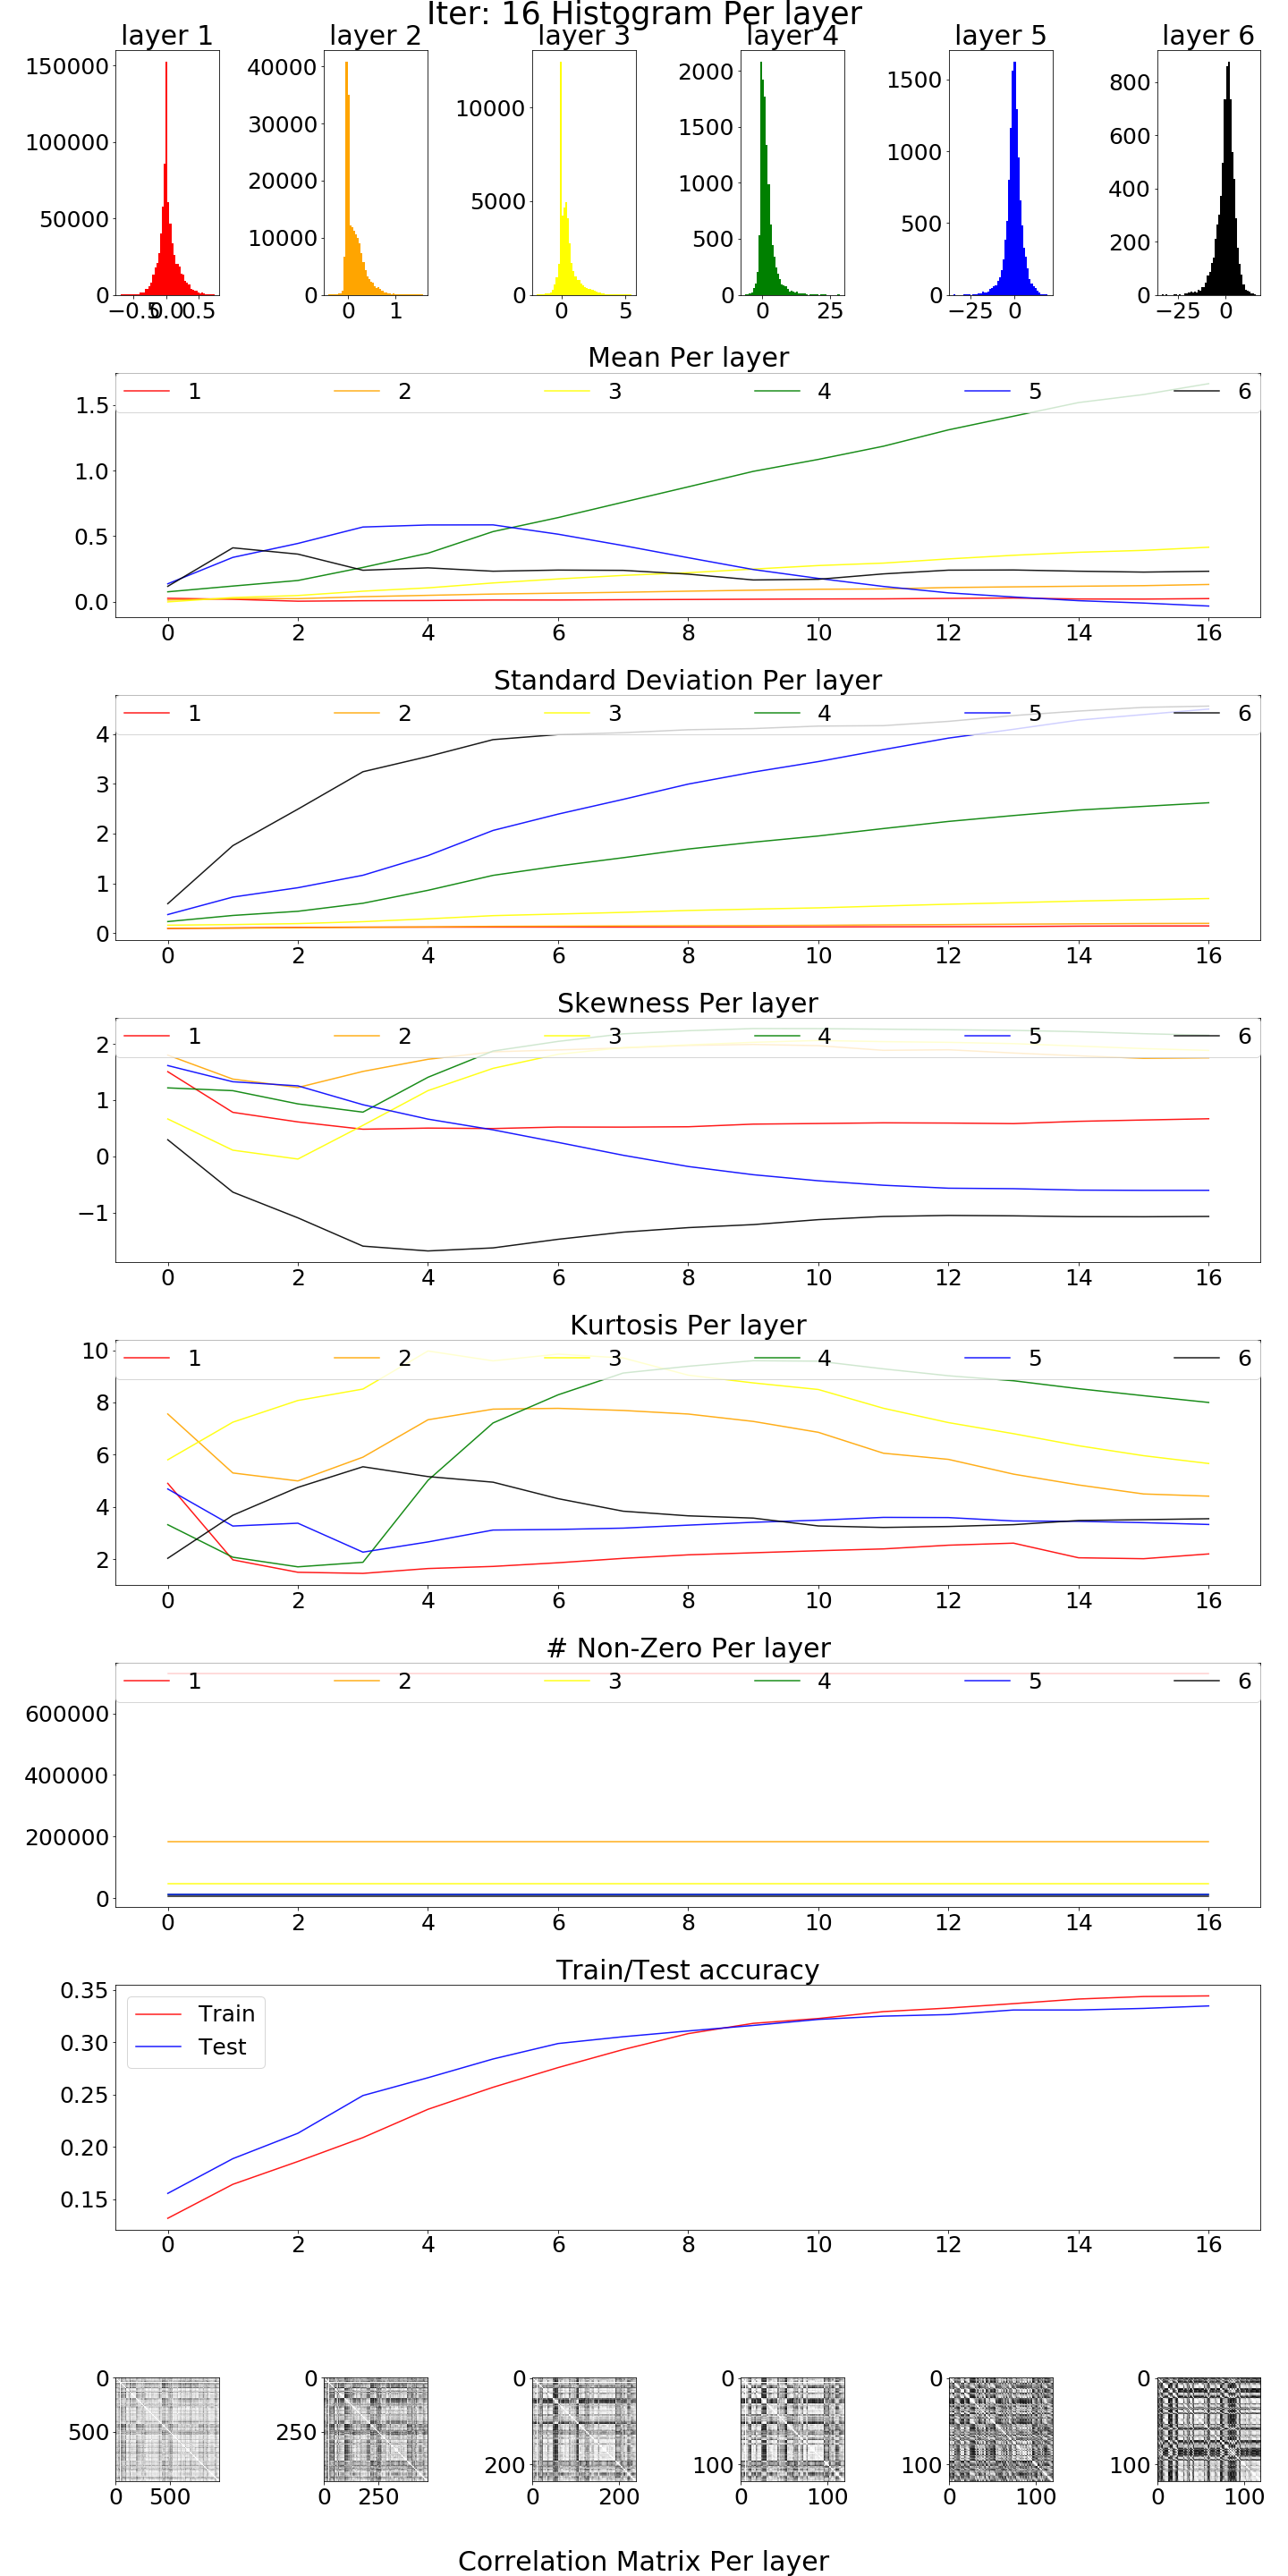 Iter: 16 Histogram Per layer
layer 1 layer 2 layer 3 layer 4 layer 5 layer 6
150000 100000 50000 0
−0.5 0.0 0.5
40000 30000 20000 10000 0
0 1
10000 5000 0
0 5
2000 1500 1000 500 0
0 25
1500 1000 500 0
−25 0
800 600 400 200 0
−25 0
Mean Per layer
1 2 3 4 5 6
1.5
1.0
0.5
0.0
0 2 4 6 8 10 12 14 16
Standard Deviation Per layer
1 2 3 4 5 6
4
3
2
1
0
0 2 4 6 8 10 12 14 16
Skewness Per layer
1 2 3 4 5 6
2
1
0
−1
0 2 4 6 8 10 12 14 16
Kurtosis Per layer
1 2 3 4 5 6
10
8
6
4
2
0 2 4 6 8 10 12 14 16
# Non-Zero Per layer
1 2 3 4 5 6
600000
400000
200000
0
0 2 4 6 8 10 12 14 16
Train/Test accuracy
Train
Test
0.35
0.30
0.25
0.20
0.15
0 2 4 6 8 10 12 14 16
0 0 0 0 0 0
500 250 200 100 100 100
0 500 0 250 0 200 0 100 0 100 0 100
Correlation Matrix Per layer